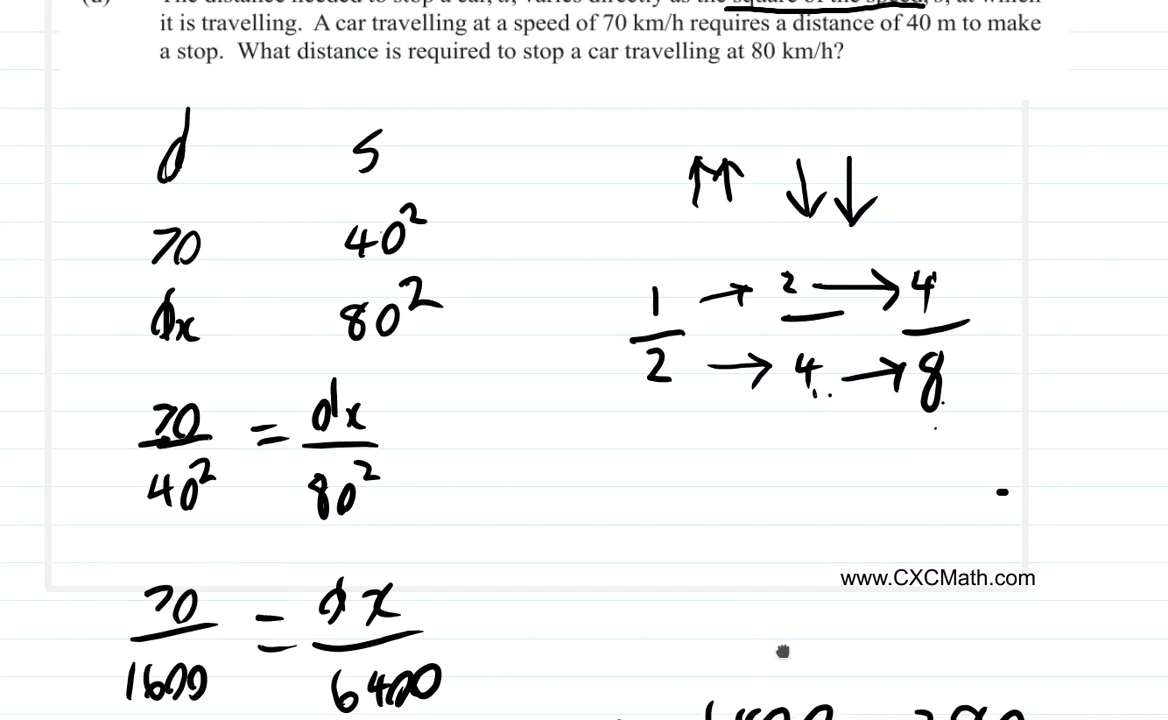 it is travelling. A car travelling at a speed of 70 km/h requires a distance of 40 m to make
a stop. What distance is required to stop a car travelling at 80 km/h?
d s
70 40²
dx 80²
1/2 → 2 → 4
→ 4 → 8
70/40² = dx/80²
www.CXCMath.com
70/1600 = dx/6400